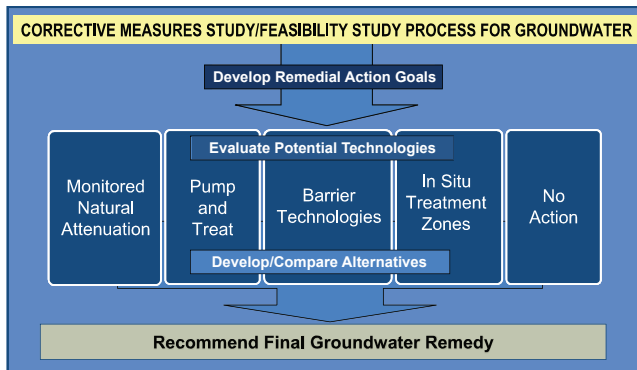 CORRECTIVE MEASURES STUDY/FEASIBILITY STUDY PROCESS FOR GROUNDWATER
Develop Remedial Action Goals
Evaluate Potential Technologies
Monitored
Natural
Attenuation
Pump
and
Treat
Barrier
Technologies
In Situ
Treatment
Zones
No
Action
Develop/Compare Alternatives
Recommend Final Groundwater Remedy